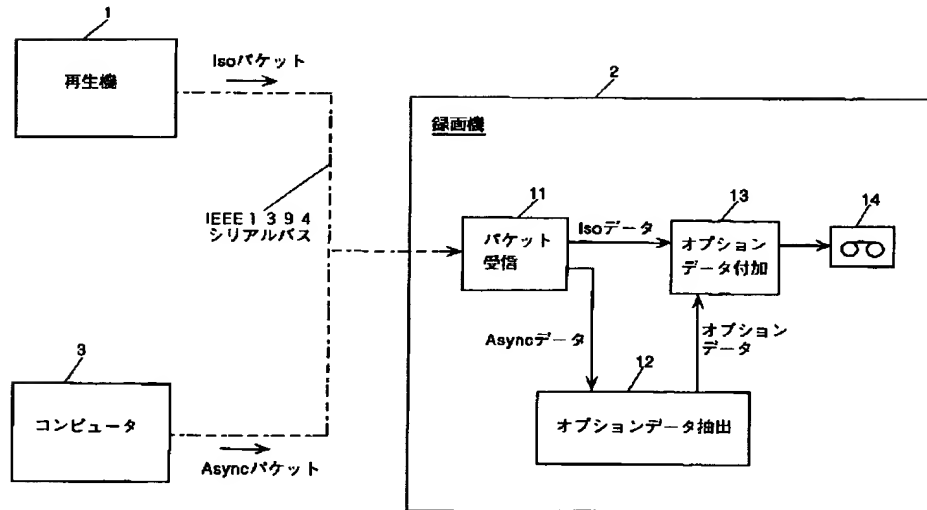 1
再生機
Isoパケット
IEEE1394
シリアルバス
3
コンピュータ
Asyncパケット
2
録画機
11
パケット
受信
Isoデータ
13
オプション
データ付加
14
Asyncデータ
オプション
データ
12
オプションデータ抽出